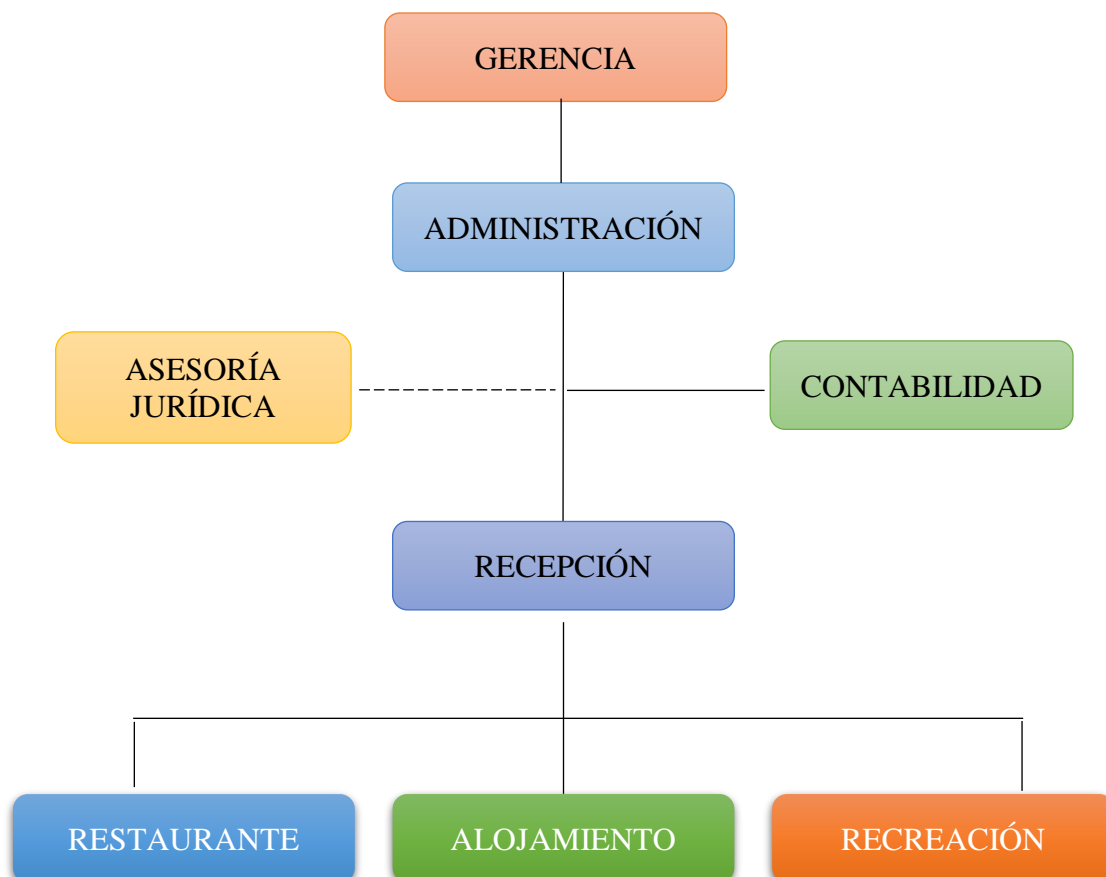 GERENCIA
ADMINISTRACIÓN
ASESORÍA
JURÍDICA
CONTABILIDAD
RECEPCIÓN
RESTAURANTE
ALOJAMIENTO
RECREACIÓN